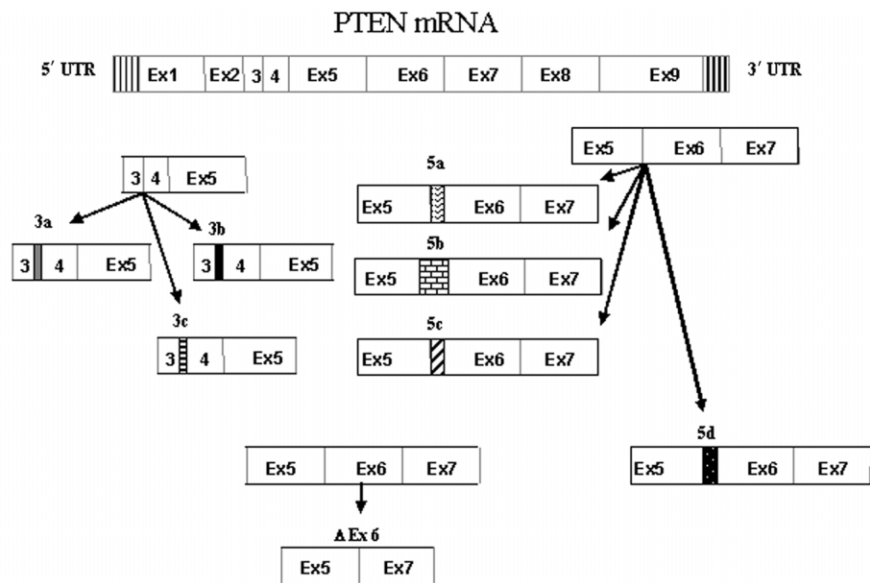 PTEN mRNA
5′ UTR Ex1 Ex2 3 4 Ex5 Ex6 Ex7 Ex8 Ex9 3′ UTR
3 4 Ex5
Ex5 Ex6 Ex7
3a
3 4 Ex5
3b
3 4 Ex5
3c
3 4 Ex5
5a
Ex5 Ex6 Ex7
5b
Ex5 Ex6 Ex7
5c
Ex5 Ex6 Ex7
5d
Ex5 Ex6 Ex7
Ex5 Ex6 Ex7
Δ Ex 6
Ex5 Ex7